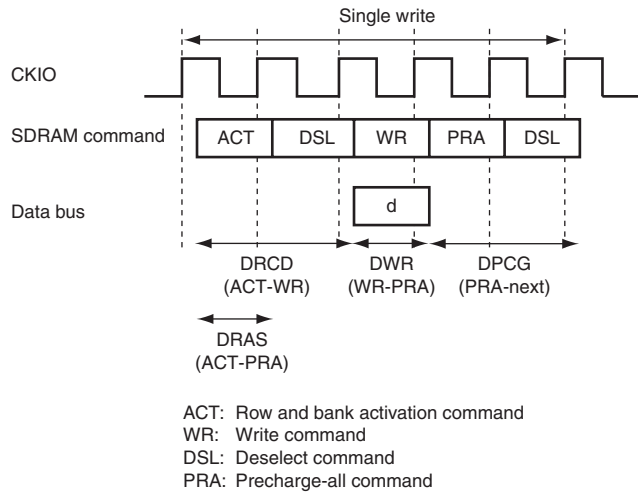 Single write
CKIO
SDRAM command
ACT DSL WR PRA DSL
Data bus
d
DRCD DWR DPCG
(ACT-WR) (WR-PRA) (PRA-next)
DRAS
(ACT-PRA)
ACT: Row and bank activation command
WR: Write command
DSL: Deselect command
PRA: Precharge-all command